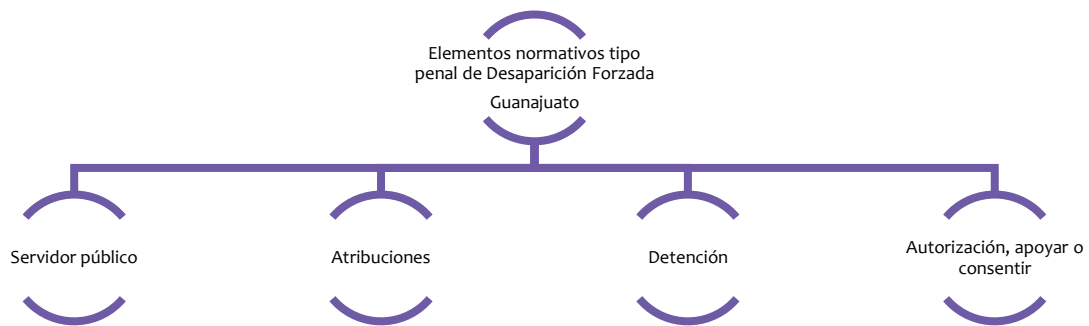 Elementos normativos tipo
penal de Desaparición Forzada
Guanajuato
Servidor público
Atribuciones
Detención
Autorización, apoyar o
consentir